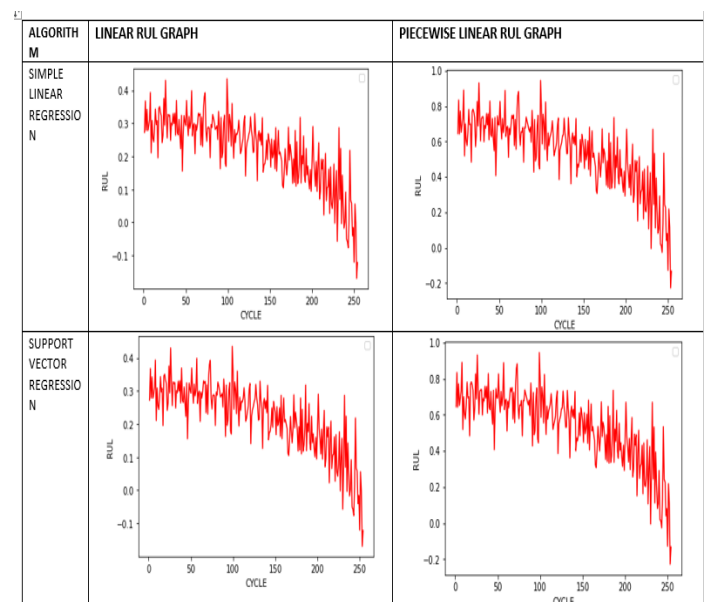 ALGORITH
M
LINEAR RUL GRAPH
PIECEWISE LINEAR RUL GRAPH
SIMPLE
LINEAR
REGRESSIO
N
0.4
0.3
0.2
0.1
0.0
−0.1
RUL
0 50 100 150 200 250
CYCLE
1.0
0.8
0.6
0.4
0.2
0.0
−0.2
RUL
0 50 100 150 200 250
CYCLE
SUPPORT
VECTOR
REGRESSIO
N
0.4
0.3
0.2
0.1
0.0
−0.1
RUL
0 50 100 150 200 250
CYCLE
1.0
0.8
0.6
0.4
0.2
0.0
−0.2
RUL
0 50 100 150 200 250
CYCLE